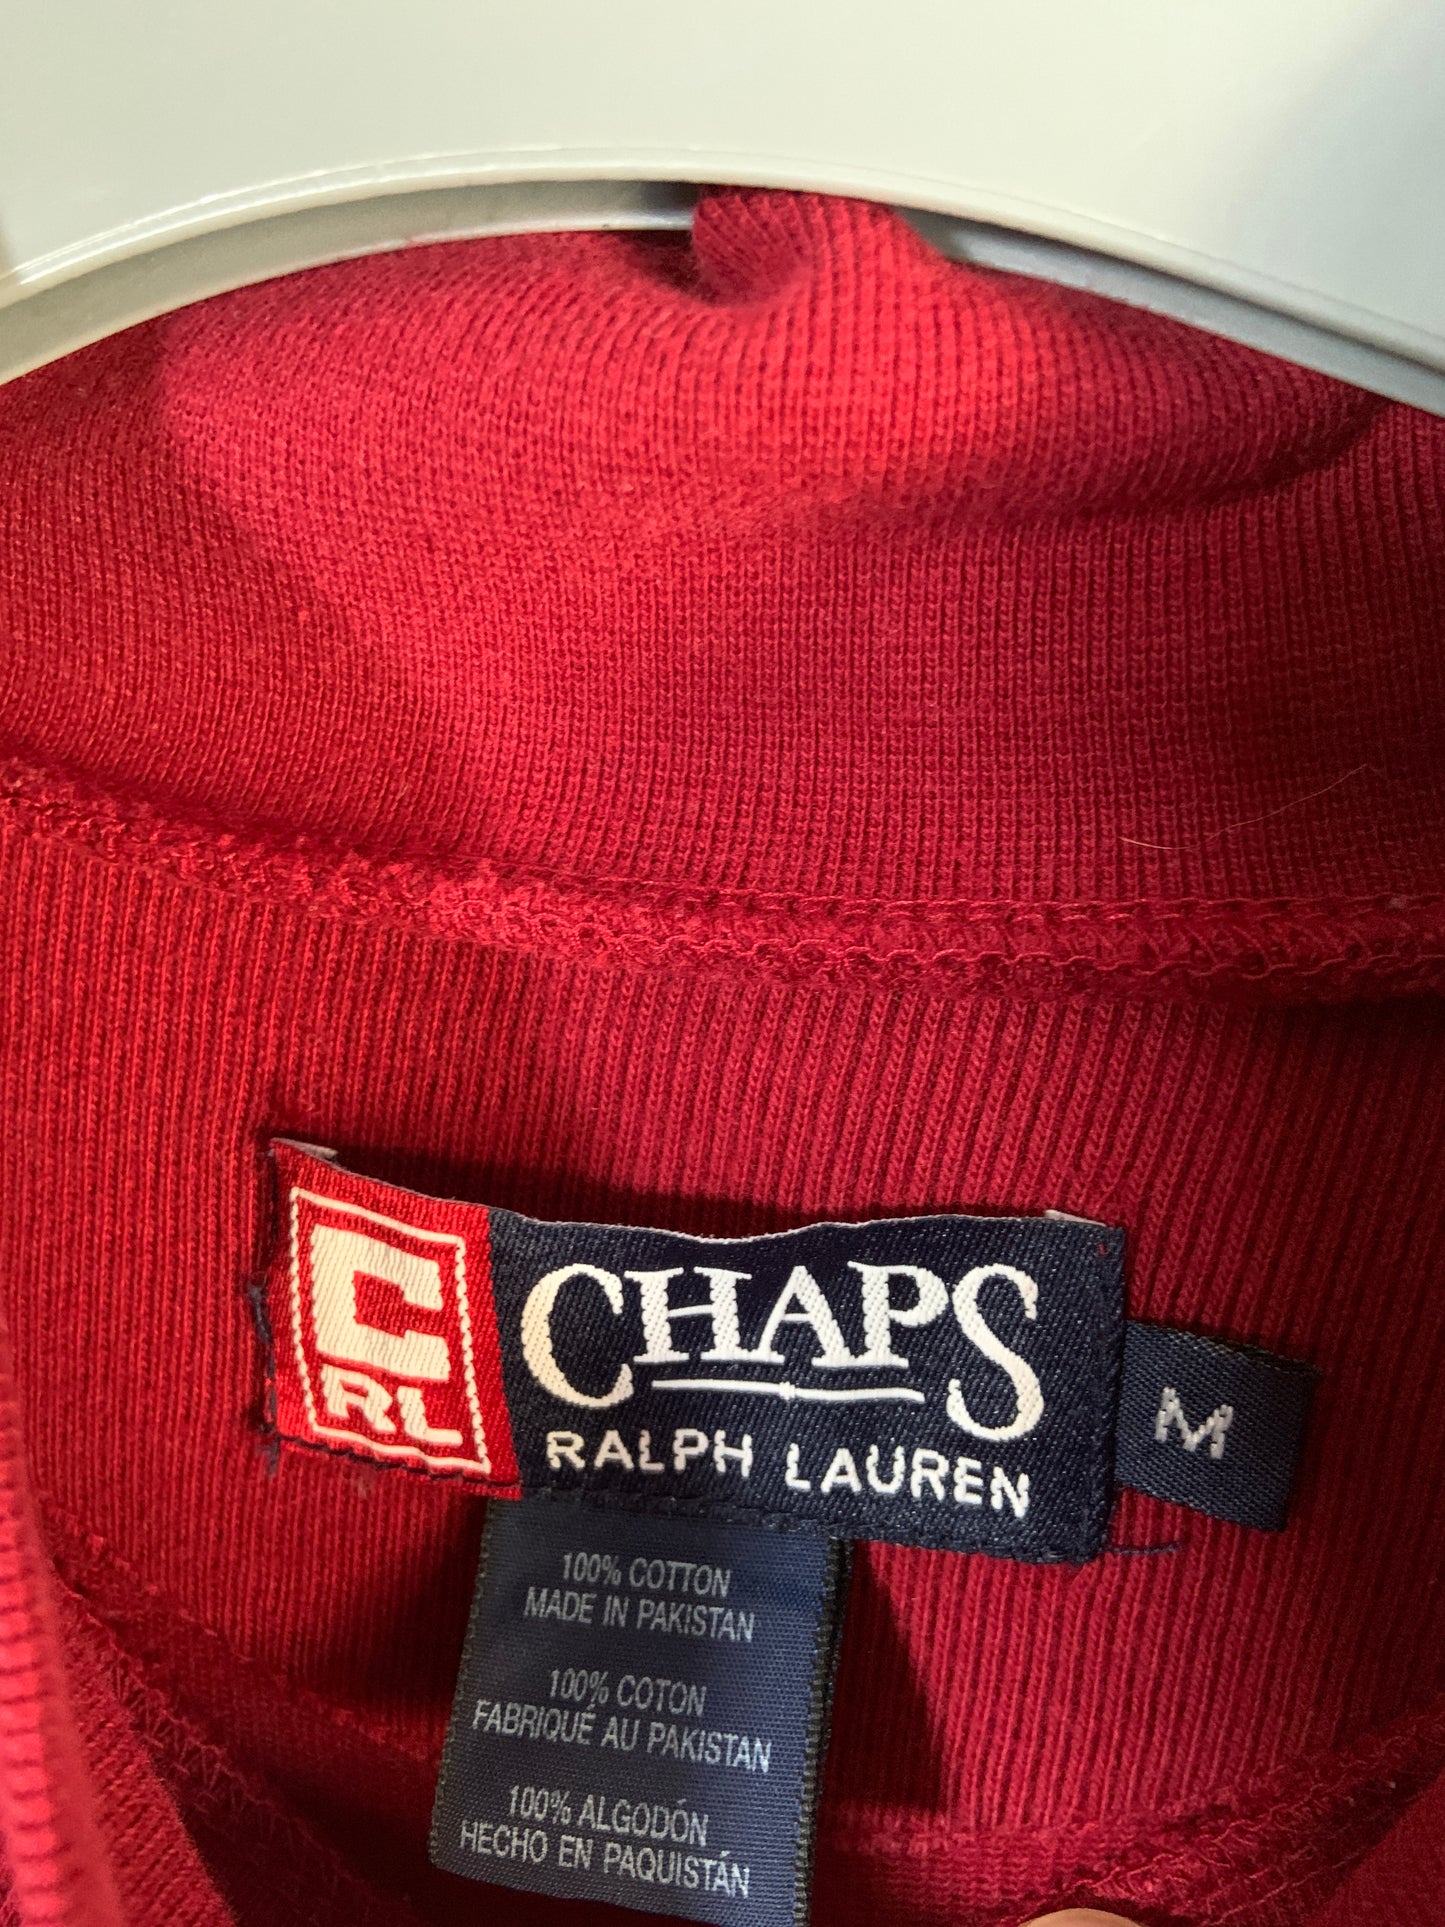 C
RL
CHAPS
RALPH LAUREN
M
100% COTTON
MADE IN PAKISTAN
100% COTON
FABRIQUÉ AU PAKISTAN
100% ALGODÓN
HECHO EN PAQUISTÁN